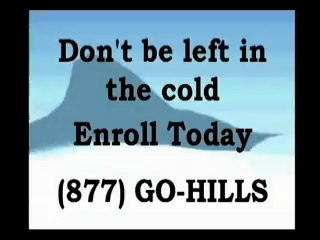 Don't be left in
the cold
Enroll Today
(877) GO-HILLS